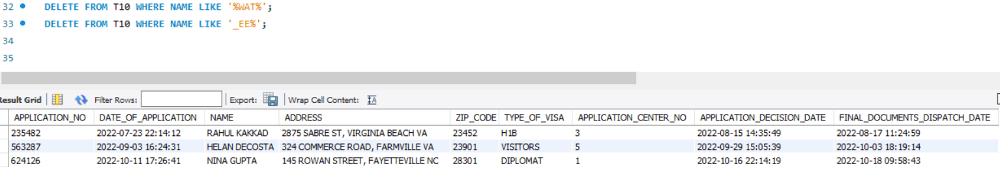 32 DELETE FROM T10 WHERE NAME LIKE '%WAT%';
33 DELETE FROM T10 WHERE NAME LIKE '_EE%';
34
35
Result Grid Filter Rows: Export: Wrap Cell Content: IA
APPLICATION_NO DATE_OF_APPLICATION NAME ADDRESS ZIP_CODE TYPE_OF_VISA APPLICATION_CENTER_NO APPLICATION_DECISION_DATE FINAL_DOCUMENTS_DISPATCH_DATE
235482 2022-07-23 22:14:12 RAHUL KAKKAD 2875 SABRE ST, VIRGINIA BEACH VA 23452 H1B 3 2022-08-15 14:35:49 2022-08-17 11:24:59
563287 2022-09-03 16:24:31 HELAN DECOSTA 324 COMMERCE ROAD, FARMVILLE VA 23901 VISITORS 5 2022-09-29 15:05:39 2022-10-03 18:19:14
624126 2022-10-11 17:26:41 NINA GUPTA 145 ROWAN STREET, FAYETTEVILLE NC 28301 DIPLOMAT 1 2022-10-16 22:14:19 2022-10-18 09:58:43